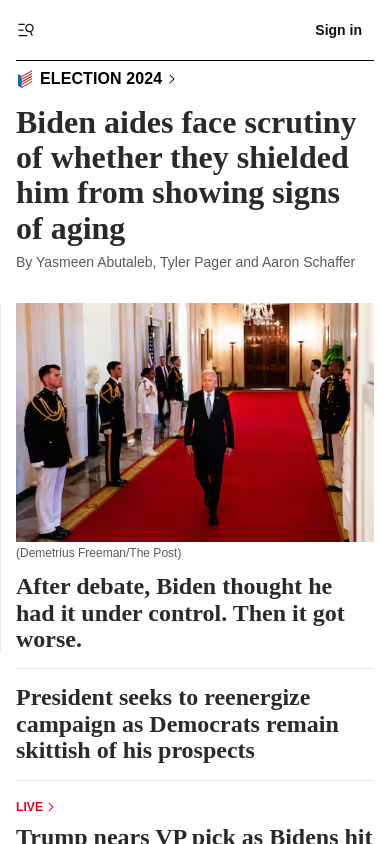 Sign in
ELECTION 2024
Biden aides face scrutiny
of whether they shielded
him from showing signs
of aging
By Yasmeen Abutaleb, Tyler Pager and Aaron Schaffer
(Demetrius Freeman/The Post)
After debate, Biden thought he
had it under control. Then it got
worse.
President seeks to reenergize
campaign as Democrats remain
skittish of his prospects
LIVE
Trump nears VP pick as Bidens hit